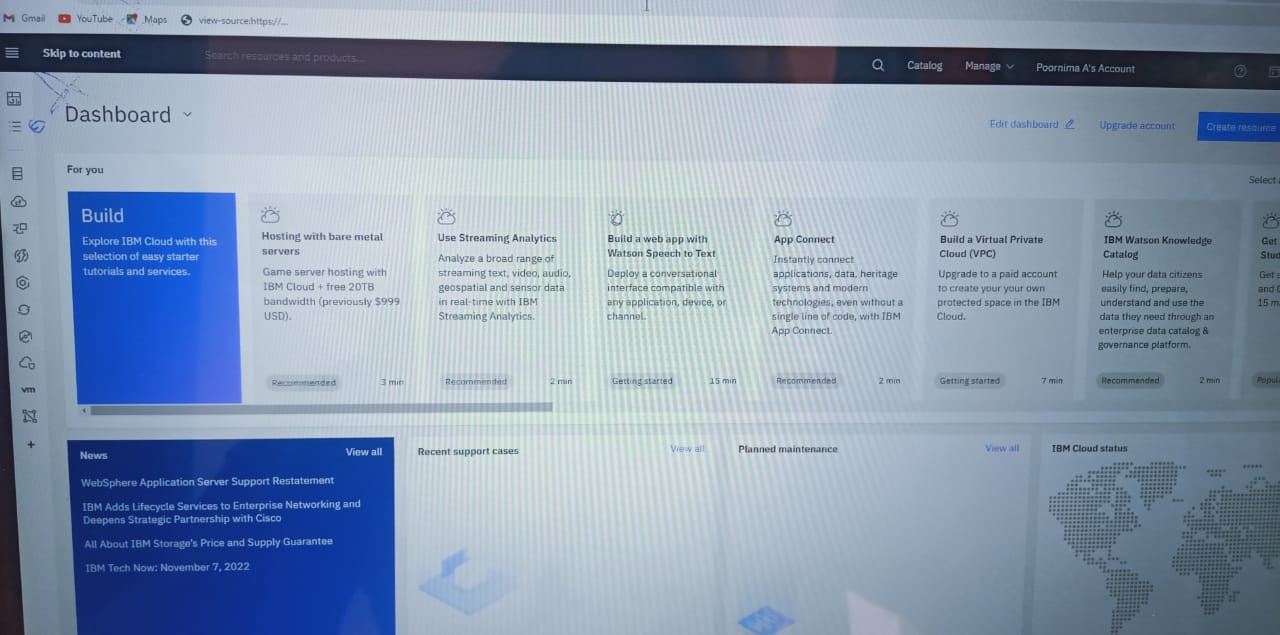 Gmail
YouTube
Maps
view-source:https://...
Skip to content
Search resources and products...
Catalog
Manage
Poornima A's Account
Dashboard
Edit dashboard
Upgrade account
Create resource
For you
Build
Explore IBM Cloud with this
selection of easy starter
tutorials and services.
Hosting with bare metal
servers
Game server hosting with
IBM Cloud + free 20TB
bandwidth (previously $999
USD).
Recommended
3 min
Use Streaming Analytics
Analyze a broad range of
streaming text, video, audio,
geospatial and sensor data
in real-time with IBM
Streaming Analytics.
Recommended
2 min
Build a web app with
Watson Speech to Text
Deploy a conversational
interface compatible with
any application, device, or
channel.
Getting started
15 min
App Connect
Instantly connect
applications, data, heritage
systems and modern
technologies, even without a
single line of code, with IBM
App Connect.
Recommended
2 min
Build a Virtual Private
Cloud (VPC)
Upgrade to a paid account
to create your your own
protected space in the IBM
Cloud.
Getting started
7 min
IBM Watson Knowledge
Catalog
Help your data citizens
easily find, prepare,
understand and use the
data they need through an
enterprise data catalog &
governance platform.
Recommended
2 min
Select
Get
Stud
Get
and
15 m
Popul
vm
News
View all
WebSphere Application Server Support Restatement
IBM Adds Lifecycle Services to Enterprise Networking and
Deepens Strategic Partnership with Cisco
All About IBM Storage's Price and Supply Guarantee
IBM Tech Now: November 7, 2022
Recent support cases
View all
Planned maintenance
View all
IBM Cloud status